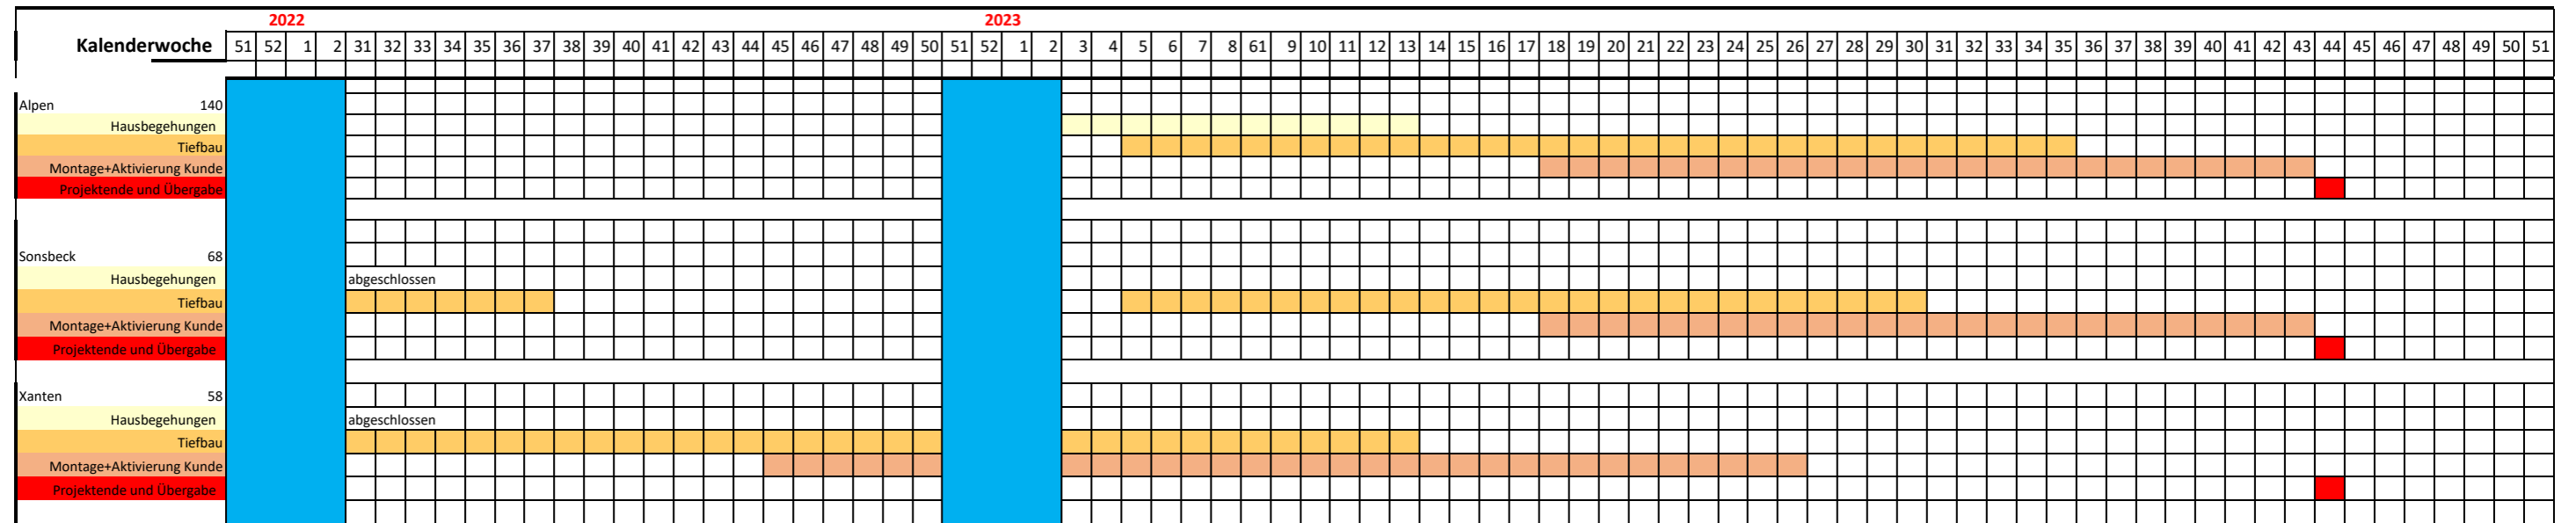 2022 2023
Kalenderwoche 51 52 1 2 31 32 33 34 35 36 37 38 39 40 41 42 43 44 45 46 47 48 49 50 51 52 1 2 3 4 5 6 7 8 61 9 10 11 12 13 14 15 16 17 18 19 20 21 22 23 24 25 26 27 28 29 30 31 32 33 34 35 36 37 38 39 40 41 42 43 44 45 46 47 48 49 50 51
Alpen 140
Hausbegehungen
Tiefbau
Montage+Aktivierung Kunde
Projektende und Übergabe
Sonsbeck 68
Hausbegehungen abgeschlossen
Tiefbau
Montage+Aktivierung Kunde
Projektende und Übergabe
Xanten 58
Hausbegehungen abgeschlossen
Tiefbau
Montage+Aktivierung Kunde
Projektende und Übergabe